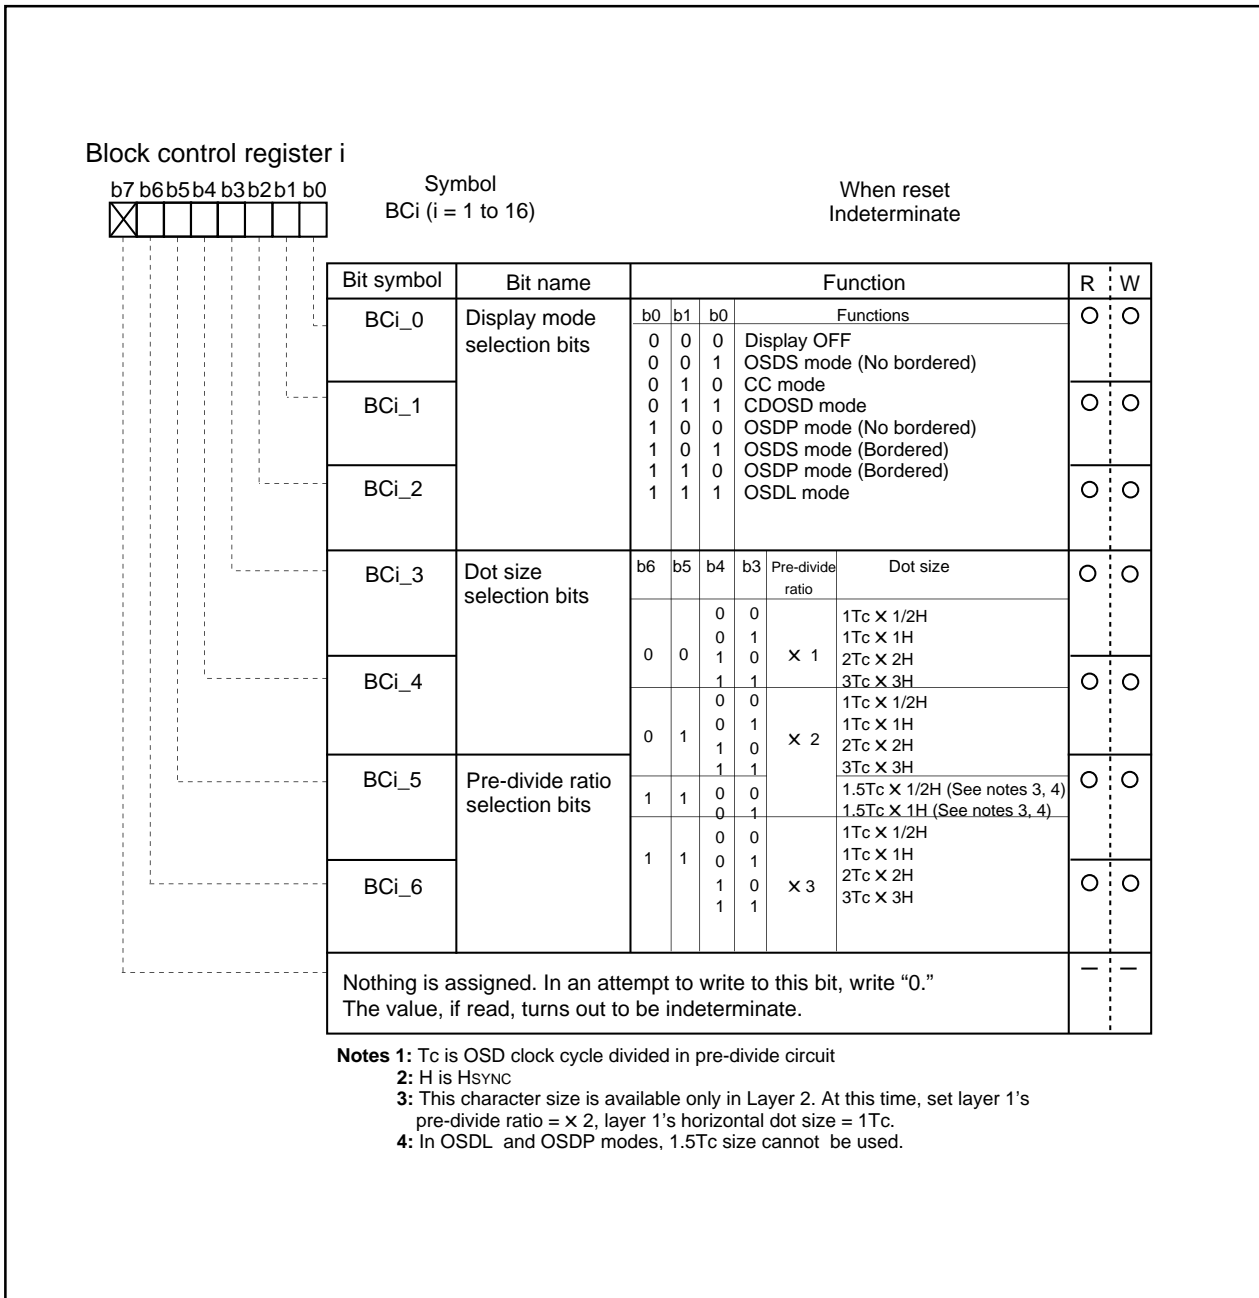 Block control register i
b7 b6 b5 b4 b3 b2 b1 b0
Symbol
BCi (i = 1 to 16)
When reset
Indeterminate
Bit symbol Bit name Function R W
BCi_0 Display mode selection bits
b0 b1 b0 Functions
0 0 0 Display OFF
0 0 1 OSDS mode (No bordered)
0 1 0 CC mode
BCi_1
0 1 1 CDOSD mode
1 0 0 OSDP mode (No bordered)
1 0 1 OSDS mode (Bordered)
1 1 0 OSDP mode (Bordered)
BCi_2
1 1 1 OSDL mode
BCi_3 Dot size selection bits
b6 b5 b4 b3 Pre-divide ratio Dot size
0 0 1Tc × 1/2H
0 1 1Tc × 1H
0 0 1 0 × 1 2Tc × 2H
1 1 3Tc × 3H
BCi_4
0 0 1Tc × 1/2H
0 1 1Tc × 1H
0 1 1 0 × 2 2Tc × 2H
1 1 3Tc × 3H
BCi_5 Pre-divide ratio selection bits
1 1 0 0 1.5Tc × 1/2H (See notes 3, 4)
0 1 1.5Tc × 1H (See notes 3, 4)
0 0 1Tc × 1/2H
1 1 0 1 1Tc × 1H
BCi_6
1 0 × 3 2Tc × 2H
1 1 3Tc × 3H
Nothing is assigned. In an attempt to write to this bit, write “0.” – –
The value, if read, turns out to be indeterminate.
Notes 1: Tc is OSD clock cycle divided in pre-divide circuit
2: H is HSYNC
3: This character size is available only in Layer 2. At this time, set layer 1’s
pre-divide ratio = × 2, layer 1’s horizontal dot size = 1Tc.
4: In OSDL and OSDP modes, 1.5Tc size cannot be used.